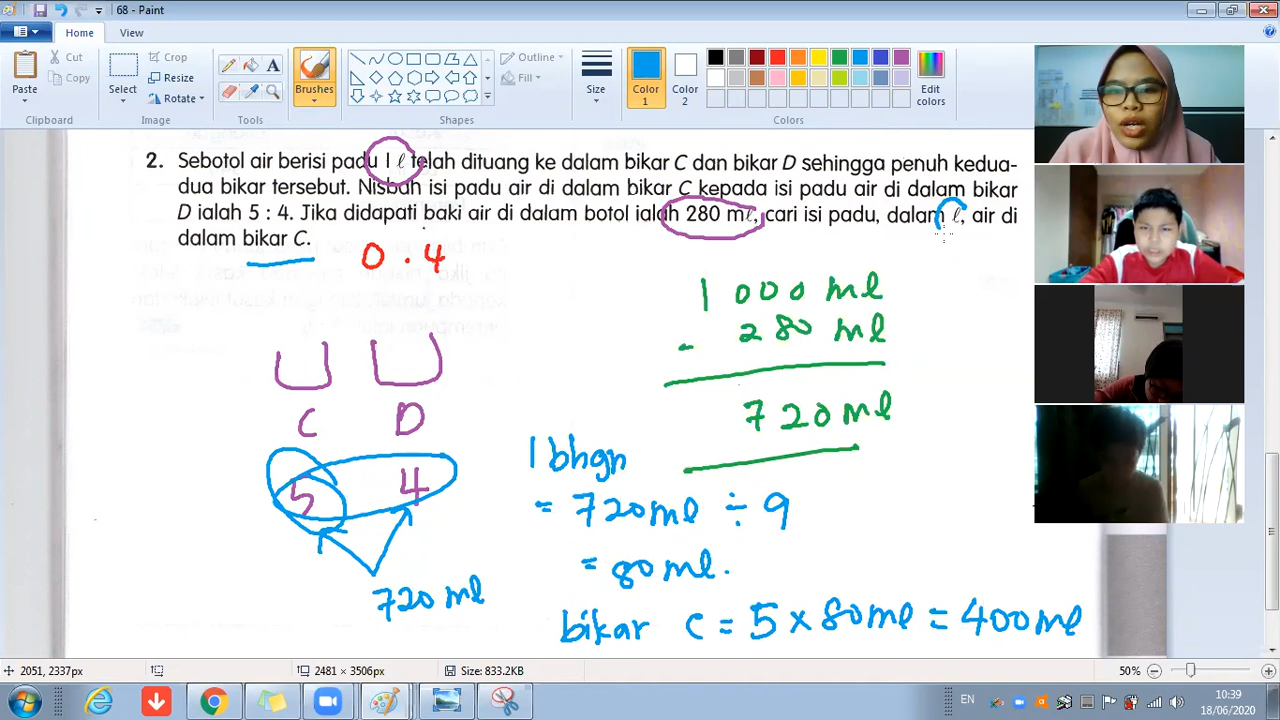 68 - Paint
Home
View
Paste
Cut
Copy
Clipboard
Select
Crop
Resize
Rotate
Image
A
Tools
Brushes
Outline
Fill
Shapes
Size
Color 1
Color 2
Edit colors
Colors
2. Sebotol air berisi padu 1 ℓ telah dituang ke dalam bikar C dan bikar D sehingga penuh kedua-
dua bikar tersebut. Nisbah isi padu air di dalam bikar C kepada isi padu air di dalam bikar
D ialah 5 : 4. Jika didapati baki air di dalam botol ialah 280 mℓ, cari isi padu, dalam ℓ, air di
dalam bikar C.
0 . 4
1 000 ml
- 280 ml
720 ml
C D
5 4
720 ml
1 bhgn
= 720 ml ÷ 9
= 80 ml.
bikar C = 5 × 80 ml = 400 ml
2051, 2337px
2481 × 3506px
Size: 833.2KB
50%
EN
10:39
18/06/2020